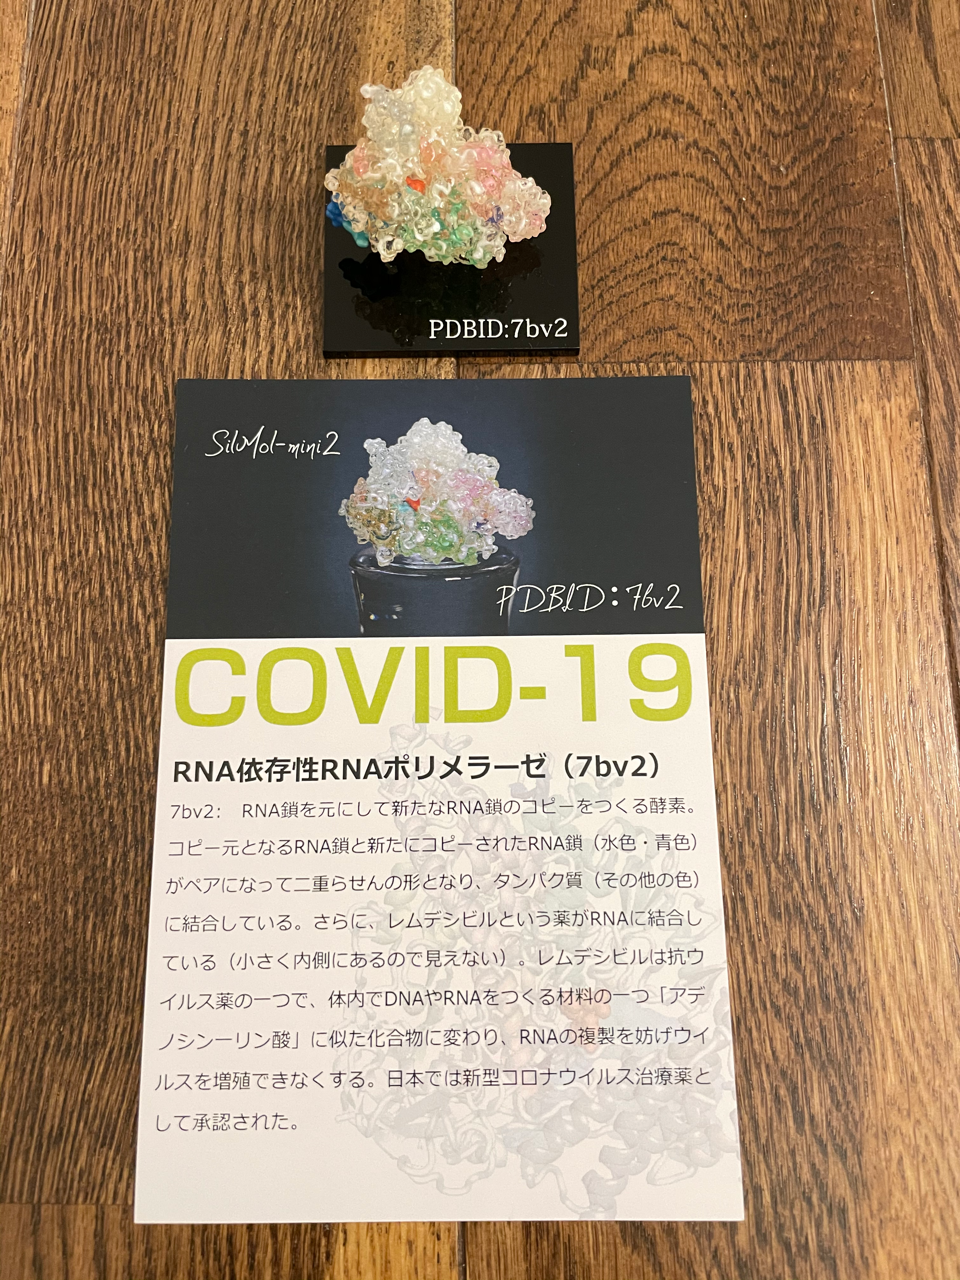 PDBID:7bv2
SiluMol-mini2
PDBID:7bv2
COVID-19
RNA依存性RNAポリメラーゼ（7bv2）
7bv2： RNA鎖を元にして新たなRNA鎖のコピーをつくる酵素。
コピー元となるRNA鎖と新たにコピーされたRNA鎖（水色・青色）
がペアになって二重らせんの形となり、タンパク質（その他の色）
に結合している。さらに、レムデシビルという薬がRNAに結合し
ている（小さく内側にあるので見えない）。レムデシビルは抗ウ
イルス薬の一つで、体内でDNAやRNAをつくる材料の一つ「アデ
ノシン一リン酸」に似た化合物に変わり、RNAの複製を妨げウイ
ルスを増殖できなくする。日本では新型コロナウイルス治療薬と
して承認された。